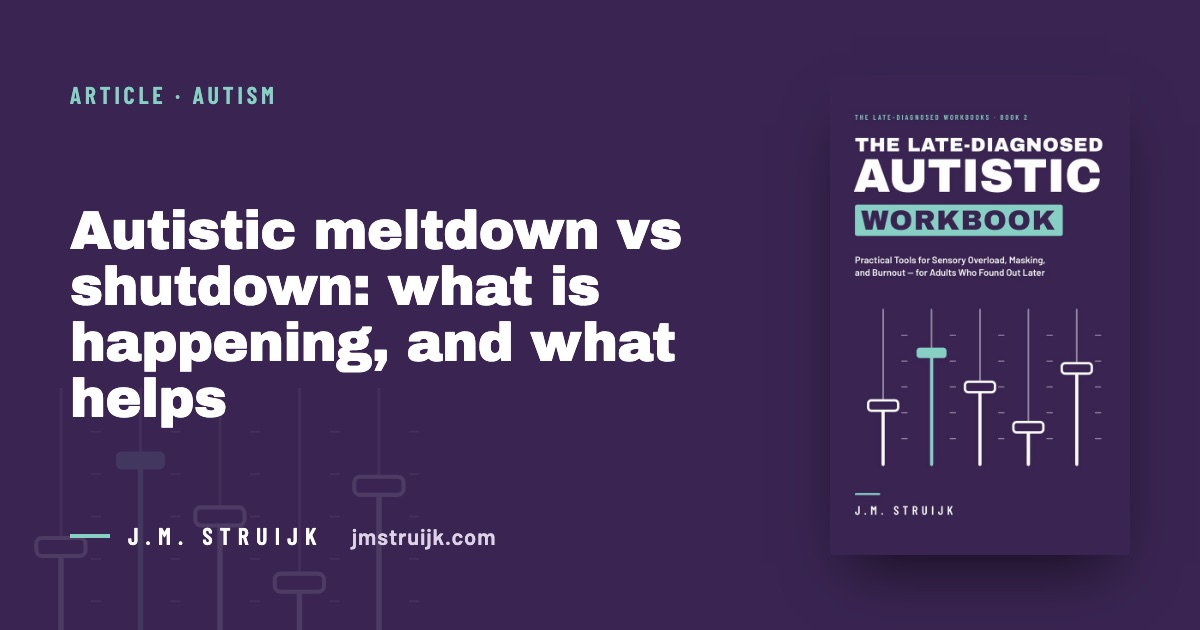 ARTICLE · AUTISM
Autistic meltdown vs
shutdown: what is
happening, and what
helps
J.M. STRUIJK jmstruijk.com
THE LATE-DIAGNOSED WORKBOOKS · BOOK 2
THE LATE-DIAGNOSED
AUTISTIC
WORKBOOK
Practical Tools for Sensory Overload, Masking,
and Burnout — for Adults Who Found Out Later
J.M. STRUIJK